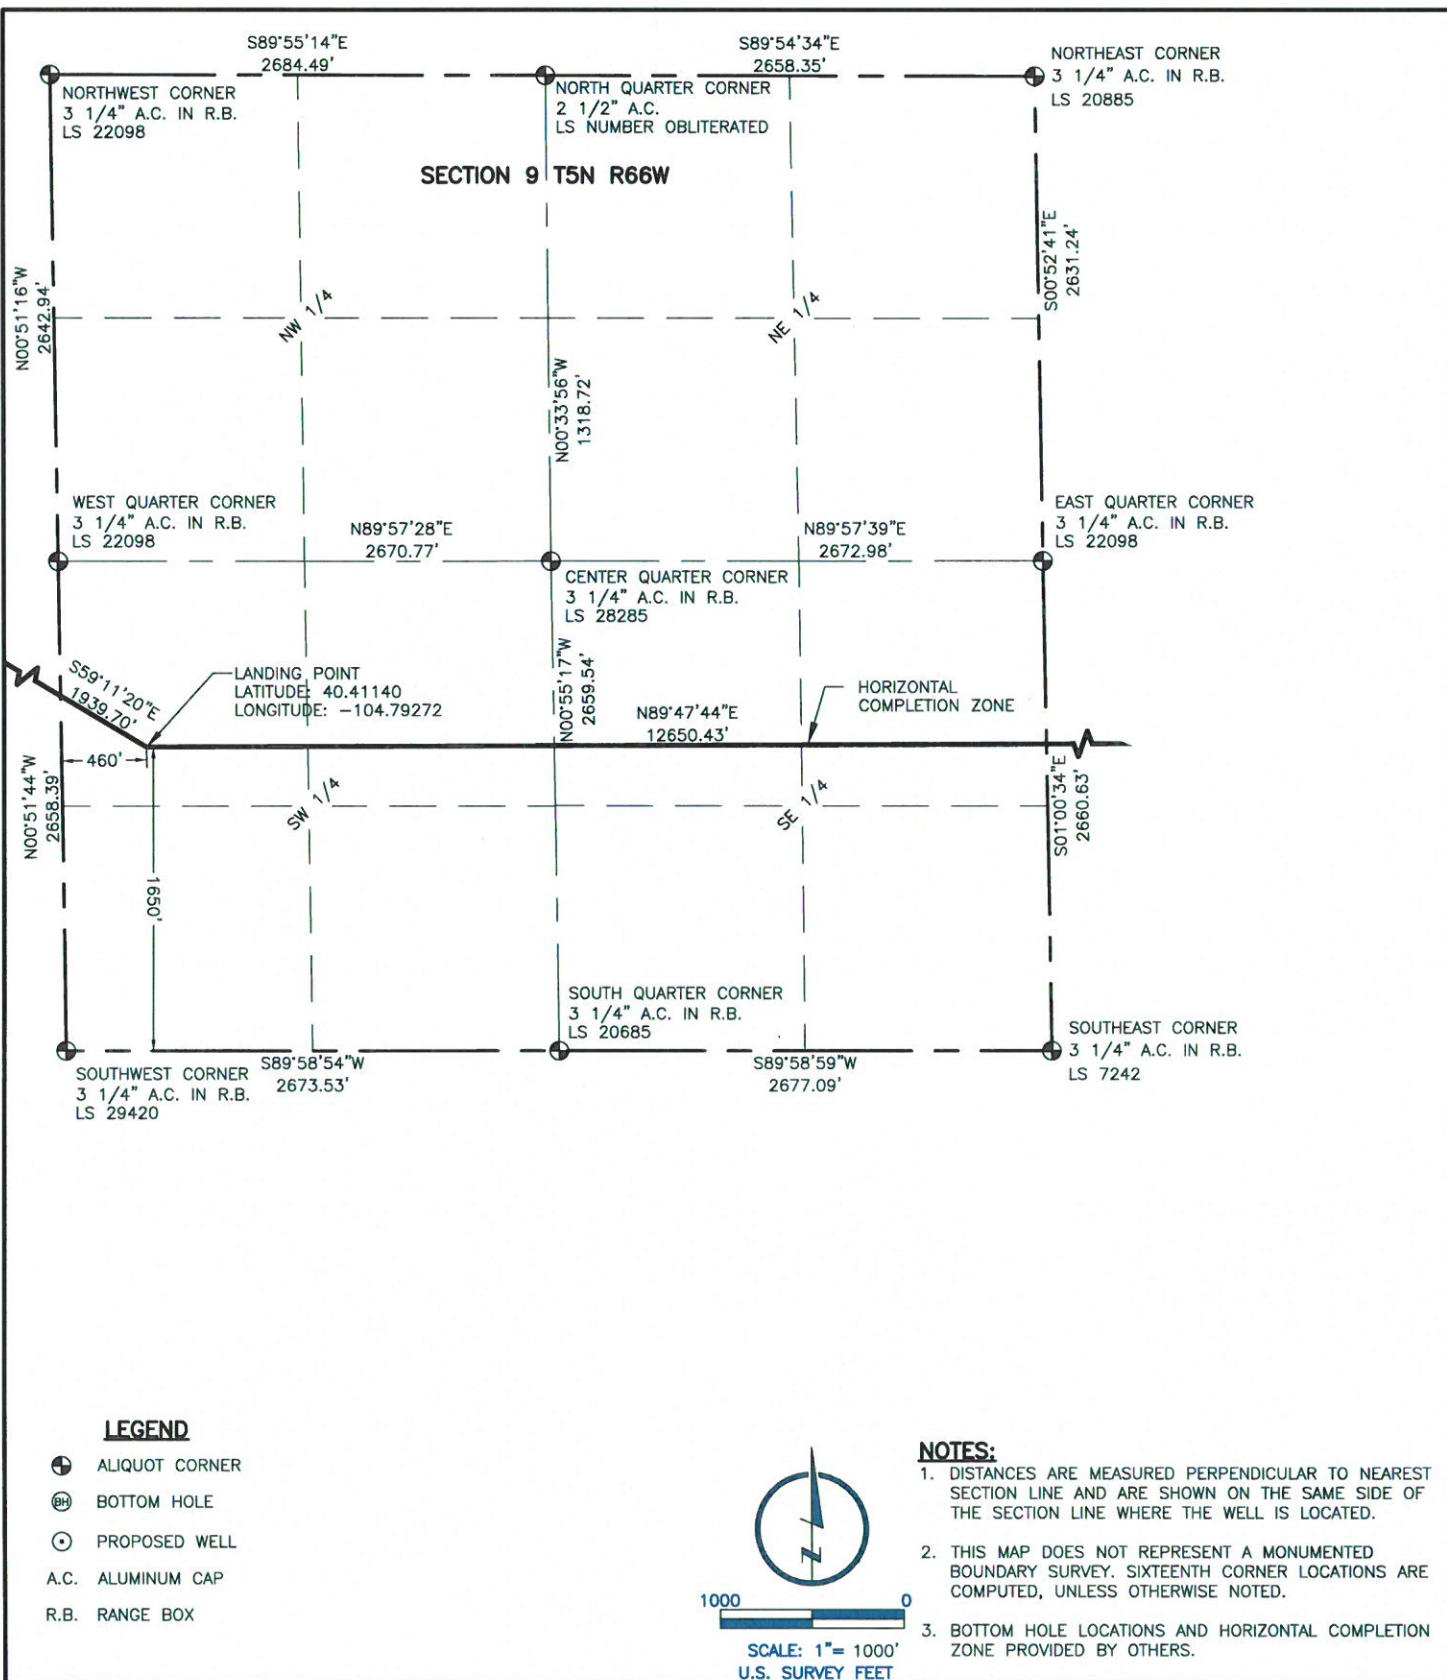 S89°55'14"E
2684.49'
S89°54'34"E
2658.35'
NORTHEAST CORNER
3 1/4" A.C. IN R.B.
LS 20885
NORTHWEST CORNER
3 1/4" A.C. IN R.B.
LS 22098
NORTH QUARTER CORNER
2 1/2" A.C.
LS NUMBER OBLITERATED
SECTION 9 T5N R66W
N00°51'16"W
2642.94'
NW 1/4
NE 1/4
S00°52'41"E
2631.24'
N00°33'56"W
1318.72'
WEST QUARTER CORNER
3 1/4" A.C. IN R.B.
LS 22098
N89°57'28"E
2670.77'
N89°57'39"E
2672.98'
EAST QUARTER CORNER
3 1/4" A.C. IN R.B.
LS 22098
CENTER QUARTER CORNER
3 1/4" A.C. IN R.B.
LS 28285
S59°11'20"E
1939.70'
LANDING POINT
LATITUDE: 40.41140
LONGITUDE: -104.79272
N00°55'17"W
2659.54'
N89°47'44"E
12650.43'
HORIZONTAL
COMPLETION ZONE
460'
N00°51'44"W
2658.39'
SW 1/4
SE 1/4
S01°00'34"E
2660.63'
1650'
SOUTH QUARTER CORNER
3 1/4" A.C. IN R.B.
LS 20685
SOUTHEAST CORNER
3 1/4" A.C. IN R.B.
LS 7242
SOUTHWEST CORNER
3 1/4" A.C. IN R.B.
LS 29420
S89°58'54"W
2673.53'
S89°58'59"W
2677.09'
LEGEND
ALIQUOT CORNER
BH BOTTOM HOLE
PROPOSED WELL
A.C. ALUMINUM CAP
R.B. RANGE BOX
N
1000 0
SCALE: 1"= 1000'
U.S. SURVEY FEET
NOTES:
1. DISTANCES ARE MEASURED PERPENDICULAR TO NEAREST
SECTION LINE AND ARE SHOWN ON THE SAME SIDE OF
THE SECTION LINE WHERE THE WELL IS LOCATED.
2. THIS MAP DOES NOT REPRESENT A MONUMENTED
BOUNDARY SURVEY. SIXTEENTH CORNER LOCATIONS ARE
COMPUTED, UNLESS OTHERWISE NOTED.
3. BOTTOM HOLE LOCATIONS AND HORIZONTAL COMPLETION
ZONE PROVIDED BY OTHERS.